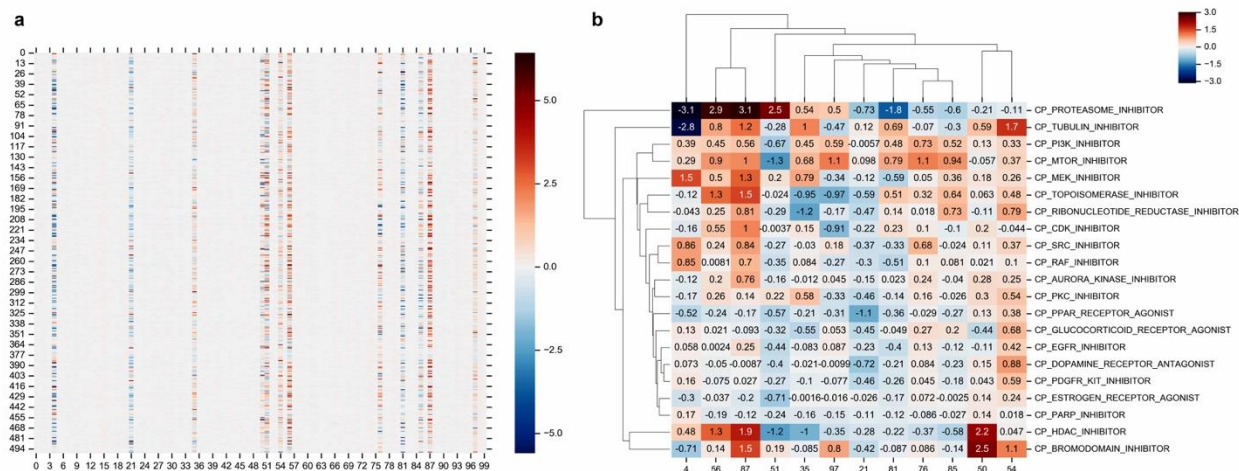 a
0
13
26
39
52
65
78
91
104
117
130
143
156
169
182
195
208
221
234
247
260
273
286
299
312
325
338
351
364
377
390
403
416
429
442
455
468
481
494
0 3 6 9 12 15 18 21 24 27 30 33 36 39 42 45 48 51 54 57 60 63 66 69 72 75 78 81 84 87 90 93 96 99
5.0
2.5
0.0
−2.5
−5.0
b
3.0
1.5
0.0
−1.5
−3.0
-3.1 2.9 3.1 2.5 0.54 0.5 -0.73 -1.8 -0.55 -0.6 -0.21 -0.11 CP_PROTEASOME_INHIBITOR
-2.8 0.8 1.2 -0.28 1 -0.47 0.12 0.69 -0.07 -0.3 0.59 1.7 CP_TUBULIN_INHIBITOR
0.39 0.45 0.56 -0.67 0.45 0.59 -0.0057 0.48 0.73 0.52 0.13 0.33 CP_PI3K_INHIBITOR
0.29 0.9 1 -1.3 0.68 1.1 0.098 0.79 1.1 0.94 -0.057 0.37 CP_MTOR_INHIBITOR
1.5 0.5 1.3 0.2 0.79 -0.34 -0.12 -0.59 0.05 0.36 0.18 0.26 CP_MEK_INHIBITOR
-0.12 1.3 1.5 -0.024 -0.95 -0.97 -0.59 0.51 0.32 0.64 0.063 0.48 CP_TOPOISOMERASE_INHIBITOR
-0.043 0.25 0.81 -0.29 -1.2 -0.17 -0.47 0.14 0.018 0.73 -0.11 0.79 CP_RIBONUCLEOTIDE_REDUCTASE_INHIBITOR
-0.16 0.55 1 -0.0037 0.15 -0.91 -0.22 0.23 0.1 -0.1 0.2 -0.044 CP_CDK_INHIBITOR
0.86 0.24 0.84 -0.27 -0.03 0.18 -0.37 -0.33 0.68 -0.024 0.11 0.37 CP_SRC_INHIBITOR
0.85 0.0081 0.7 -0.35 0.084 -0.27 -0.3 -0.51 0.1 0.081 0.021 0.1 CP_RAF_INHIBITOR
-0.12 0.2 0.76 -0.16 -0.012 0.045 -0.15 -0.023 0.24 -0.04 0.28 0.25 CP_AURORA_KINASE_INHIBITOR
-0.17 0.26 0.14 0.22 0.58 -0.33 -0.46 -0.14 0.16 -0.026 0.3 0.54 CP_PKC_INHIBITOR
-0.52 -0.24 -0.17 -0.57 -0.21 -0.31 -1.1 -0.36 -0.029 -0.27 0.13 0.38 CP_PPAR_RECEPTOR_AGONIST
0.13 0.021 -0.093 -0.32 -0.55 0.053 -0.45 -0.049 0.27 0.2 -0.44 0.68 CP_GLUCOCORTICOID_RECEPTOR_AGONIST
0.058 0.0024 0.25 -0.44 -0.083 0.087 -0.23 -0.4 0.13 -0.12 -0.11 0.42 CP_EGFR_INHIBITOR
0.073 -0.05 -0.0087 -0.4 -0.021 -0.0099 -0.72 -0.21 0.084 -0.23 0.15 0.88 CP_DOPAMINE_RECEPTOR_ANTAGONIST
0.16 -0.075 0.027 -0.27 -0.1 -0.077 -0.46 -0.26 0.045 -0.18 0.043 0.59 CP_PDGFR_KIT_INHIBITOR
-0.3 -0.037 -0.2 -0.71 -0.0016 -0.016 -0.026 -0.17 0.072 -0.0025 0.14 0.24 CP_ESTROGEN_RECEPTOR_AGONIST
0.17 -0.19 -0.12 -0.24 -0.16 -0.15 -0.11 -0.12 -0.086 -0.027 0.14 0.018 CP_PARP_INHIBITOR
0.48 1.3 1.9 -1.2 -1 -0.35 -0.28 -0.22 -0.37 -0.58 2.2 0.047 CP_HDAC_INHIBITOR
-0.71 0.14 1.5 0.19 -0.13 0.8 -0.42 -0.087 0.086 -0.11 2.5 1.1 CP_BROMODOMAIN_INHIBITOR
4 56 87 51 35 97 21 81 76 85 50 54